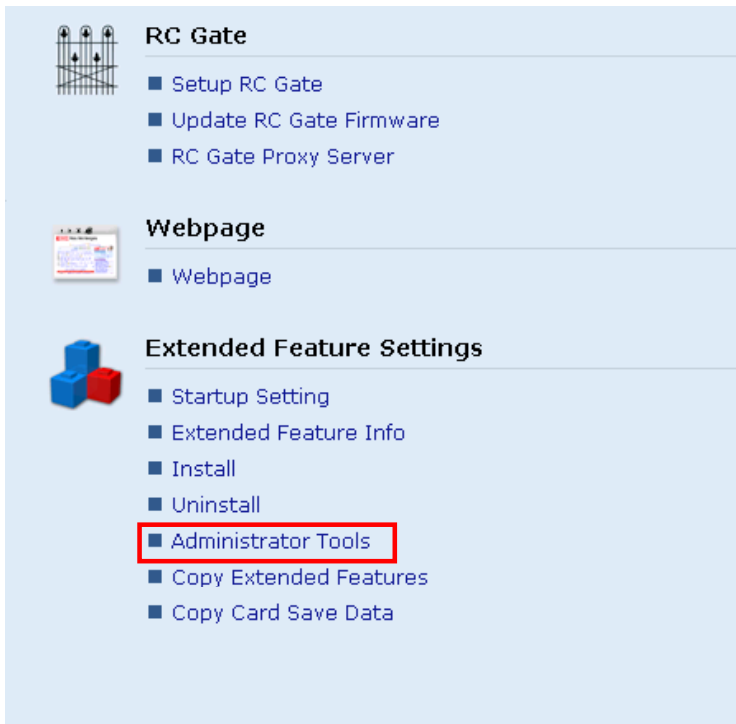 RC Gate
Setup RC Gate
Update RC Gate Firmware
RC Gate Proxy Server
Webpage
Webpage
Extended Feature Settings
Startup Setting
Extended Feature Info
Install
Uninstall
Administrator Tools
Copy Extended Features
Copy Card Save Data